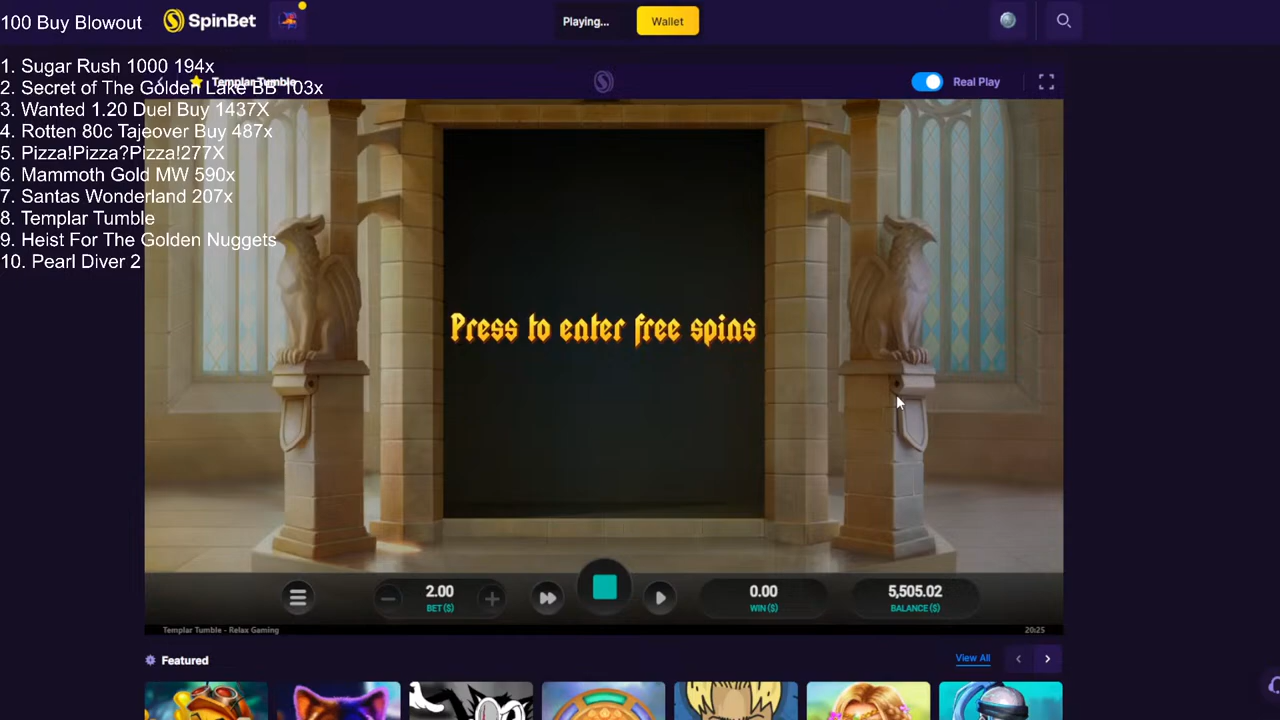 100 Buy Blowout
SpinBet
Playing...
Wallet
1. Sugar Rush 1000 194x
2. Secret of The Golden Lake BB 103x
3. Wanted 1.20 Duel Buy 1437X
4. Rotten 80c Tajeover Buy 487x
5. Pizza!Pizza?Pizza!277X
6. Mammoth Gold MW 590x
7. Santas Wonderland 207x
8. Templar Tumble
9. Heist For The Golden Nuggets
10. Pearl Diver 2
Templar Tumble
Real Play
Press to enter free spins
2.00
BET ($)
0.00
WIN ($)
5,505.02
BALANCE ($)
Templar Tumble - Relax Gaming
20:25
Featured
View All